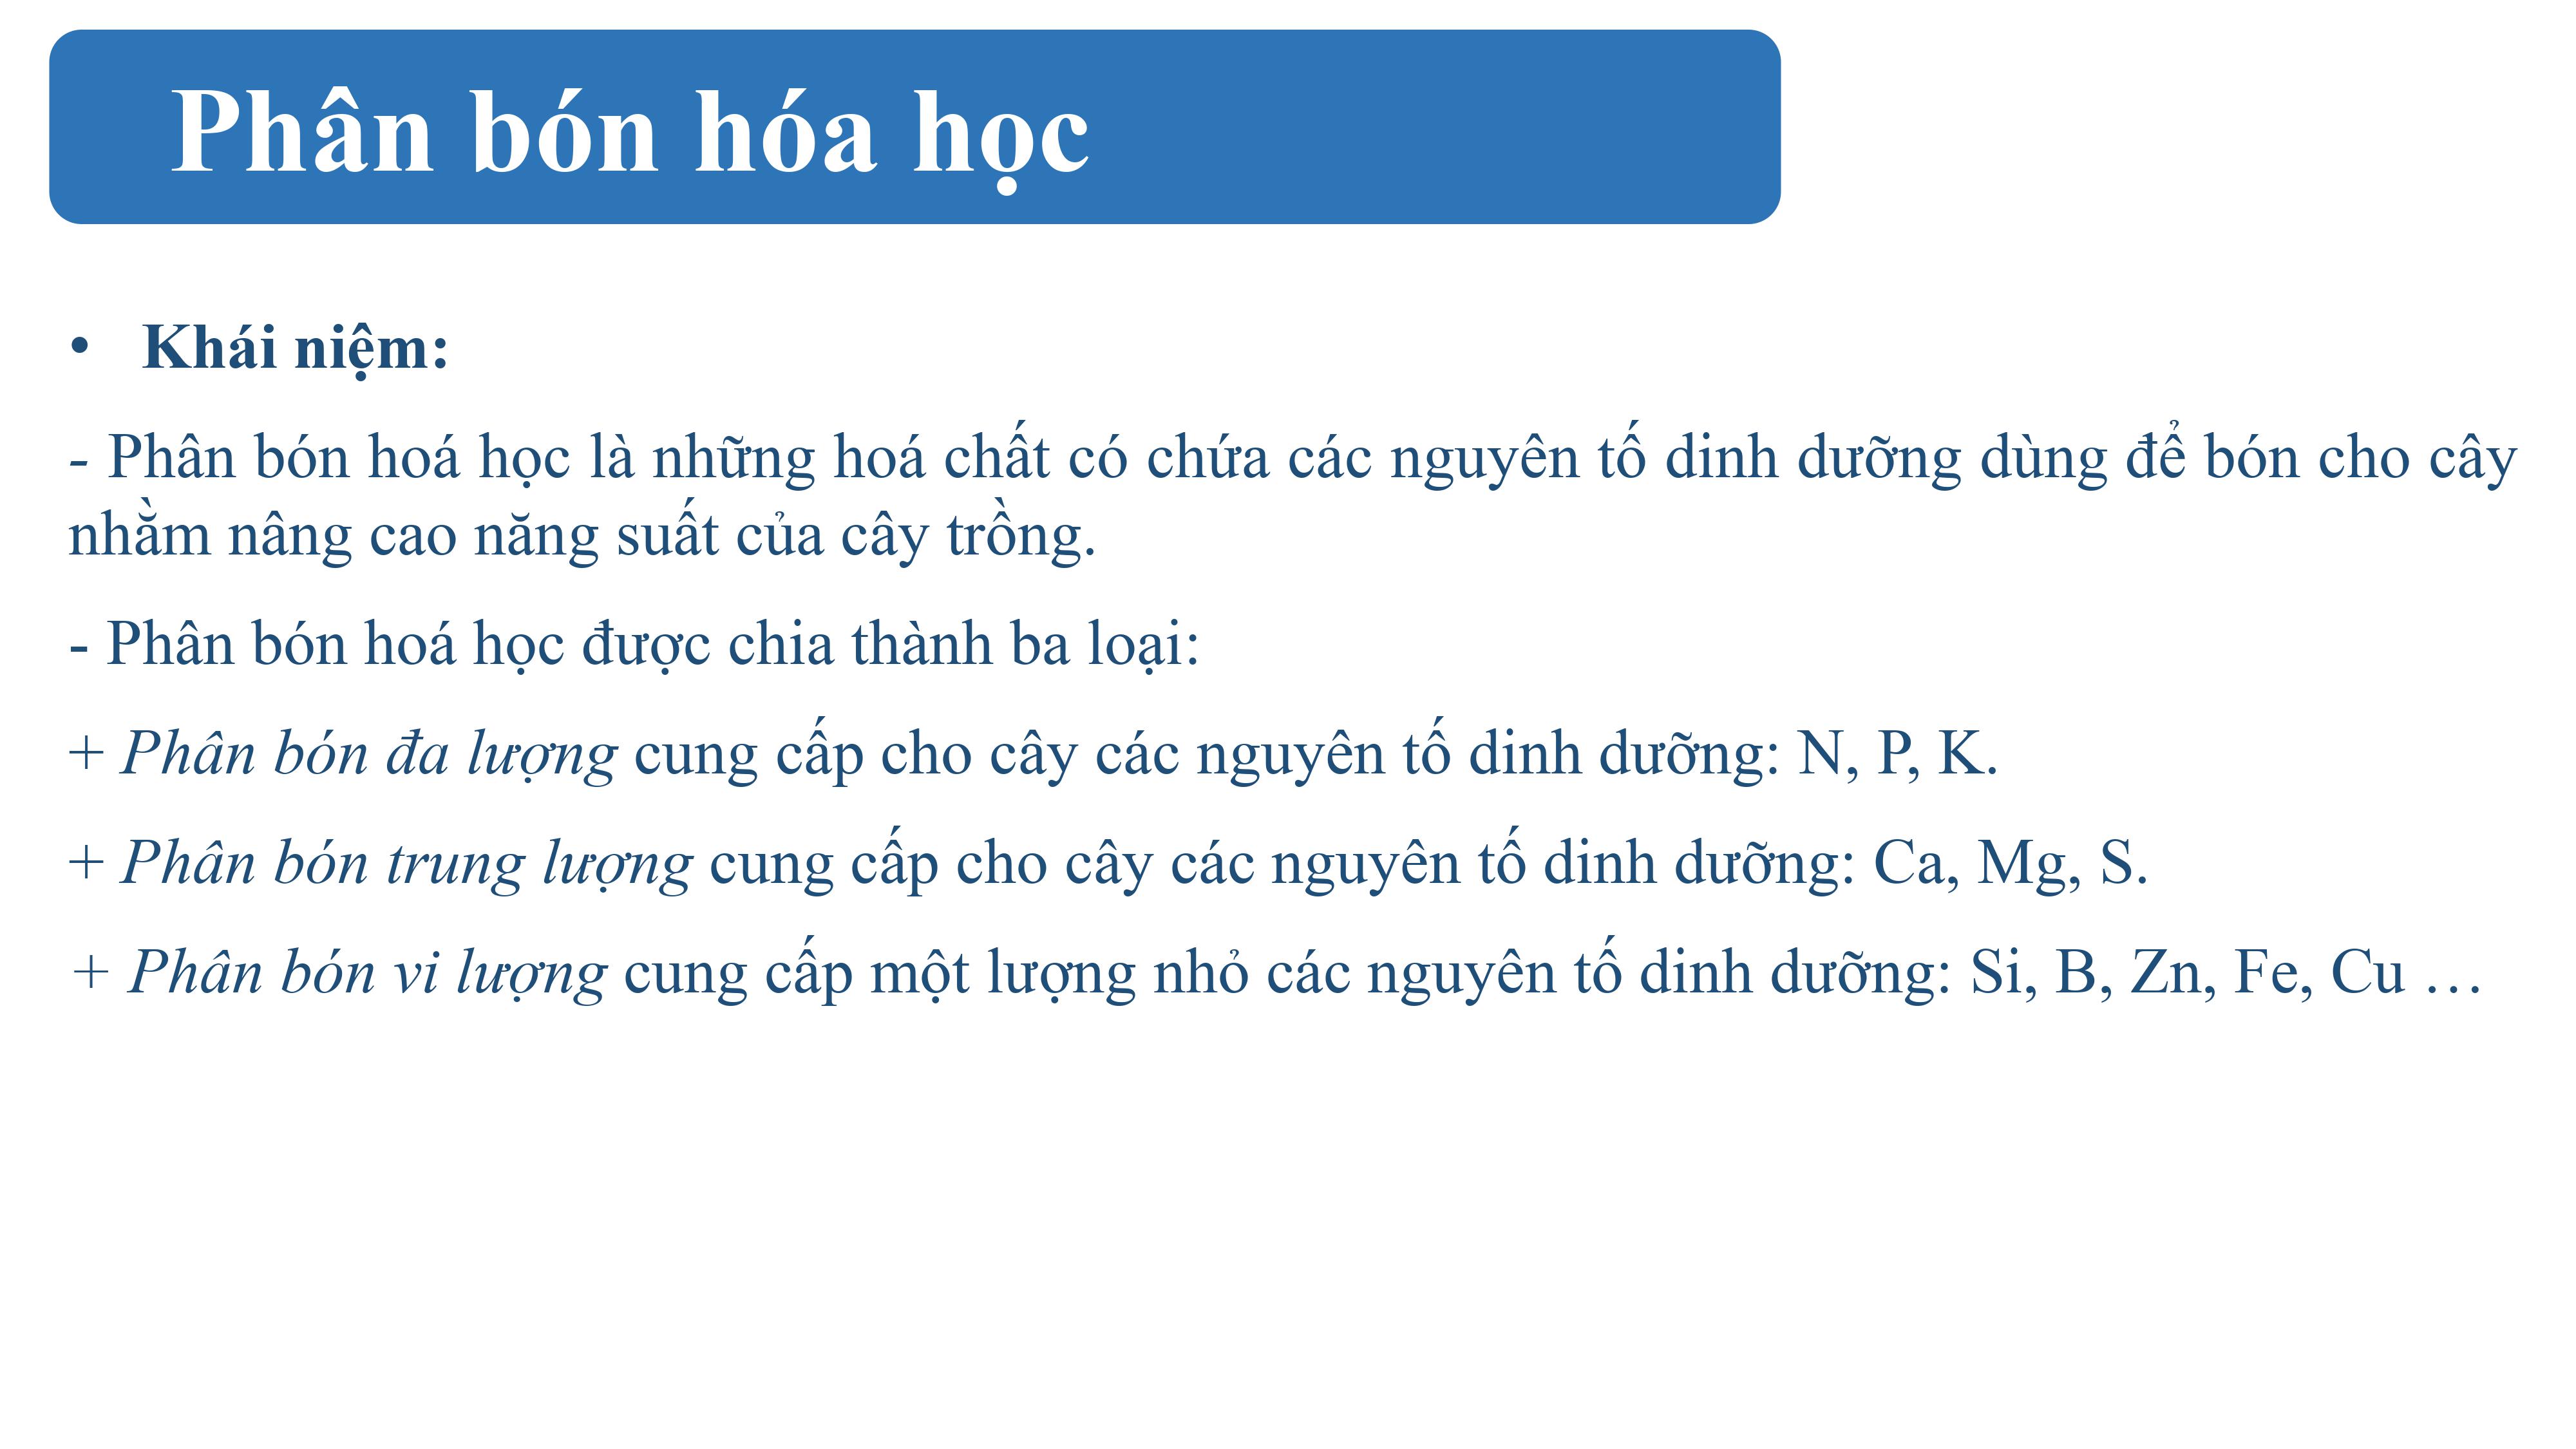 Phân bón hóa học
• Khái niệm:
- Phân bón hoá học là những hoá chất có chứa các nguyên tố dinh dưỡng dùng để bón cho cây
nhằm nâng cao năng suất của cây trồng.
- Phân bón hoá học được chia thành ba loại:
+ Phân bón đa lượng cung cấp cho cây các nguyên tố dinh dưỡng: N, P, K.
+ Phân bón trung lượng cung cấp cho cây các nguyên tố dinh dưỡng: Ca, Mg, S.
+ Phân bón vi lượng cung cấp một lượng nhỏ các nguyên tố dinh dưỡng: Si, B, Zn, Fe, Cu …